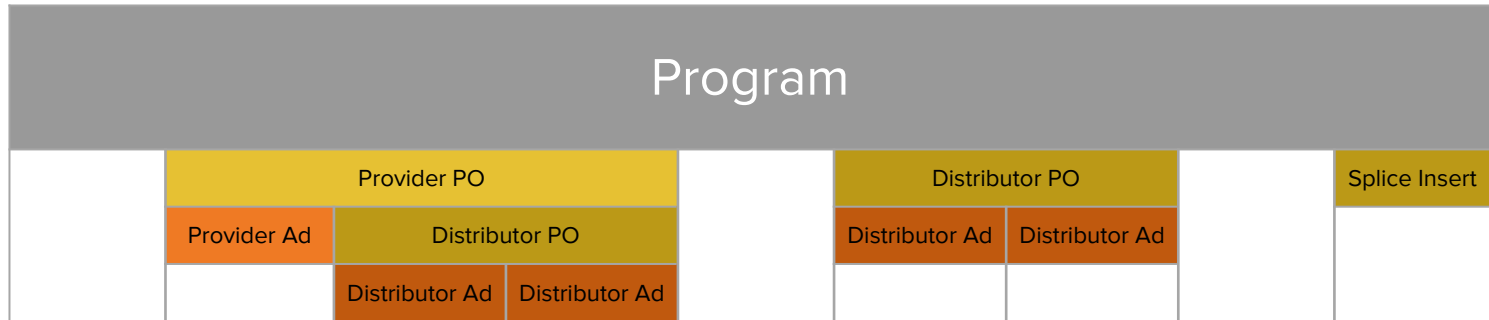 Program
Provider PO
Distributor PO
Splice Insert
Provider Ad
Distributor PO
Distributor Ad
Distributor Ad
Distributor Ad
Distributor Ad